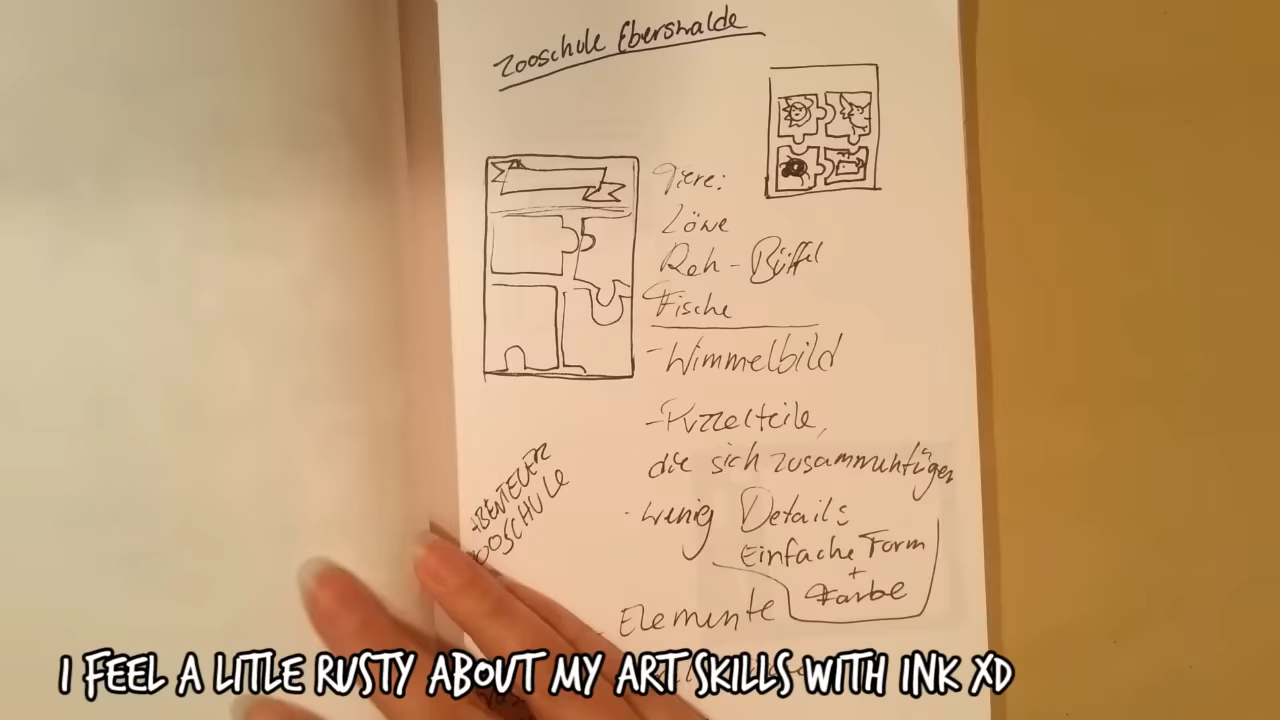 Zooschule Eberswalde
Tiere:
Löwe
Reh - Büffel
Fische
- Wimmelbild
- Puzzelteile,
die sich zusammenfügen
- wenig Details
Einfache Form
+
Farbe
ABENTEUER
ZOOSCHULE
- Elemente
I FEEL A LITLE RUSTY ABOUT MY ART SKILLS WITH INK XD